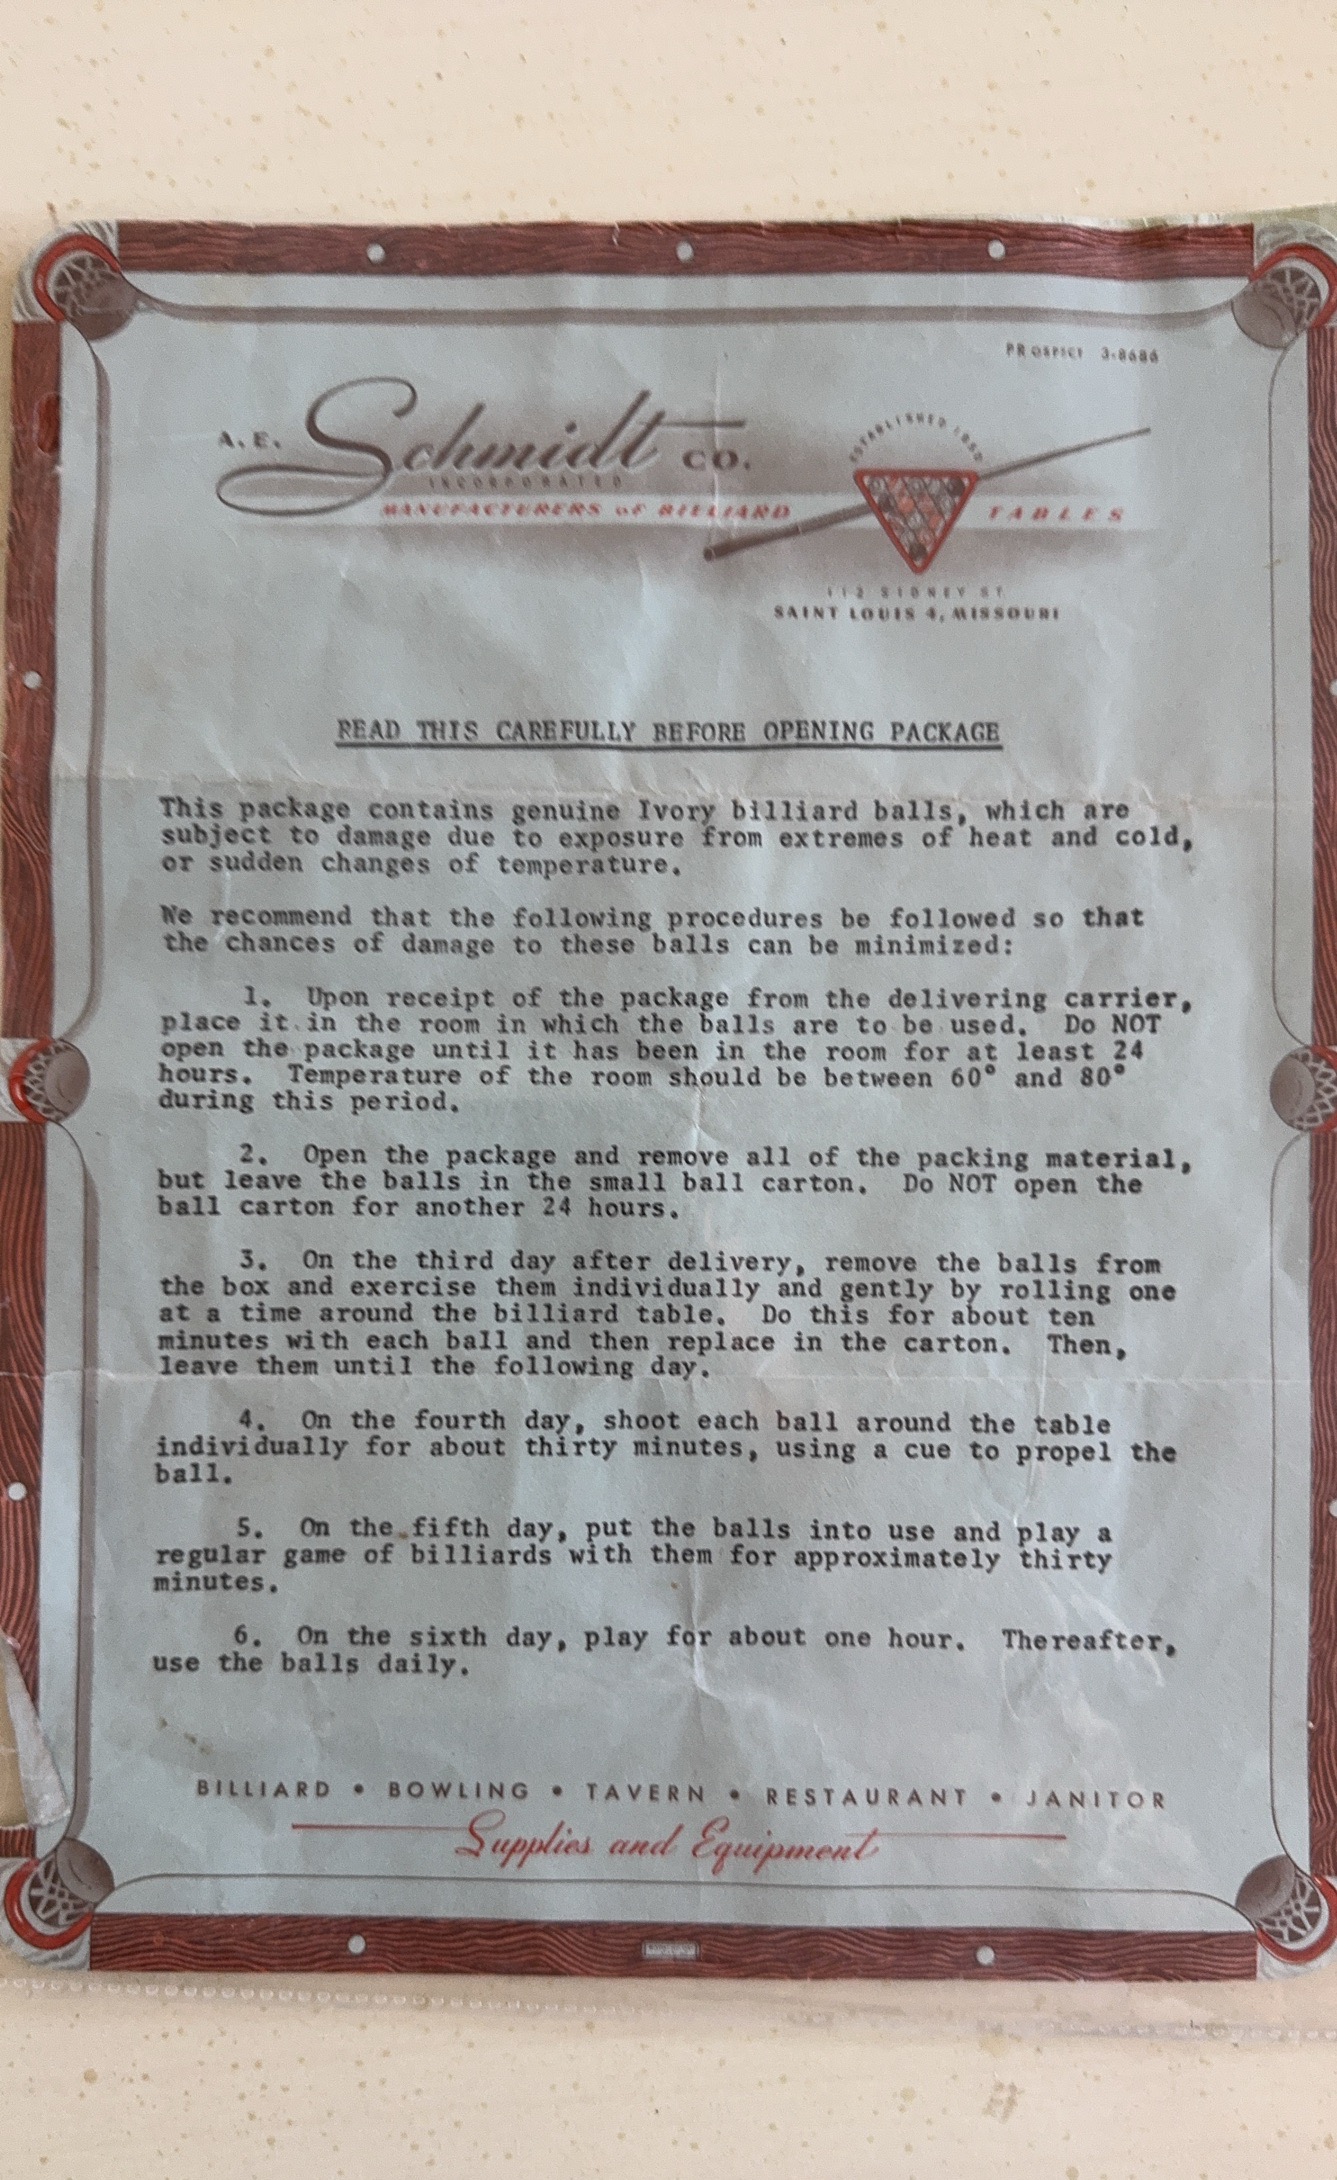 PROSPECT 3-8686
A. E. Schmidt CO.
INCORPORATED
ESTABLISHED 1850
MANUFACTURERS of BILLIARD TABLES
112 SIDNEY ST.
SAINT LOUIS 4, MISSOURI
READ THIS CAREFULLY BEFORE OPENING PACKAGE
This package contains genuine Ivory billiard balls, which are
subject to damage due to exposure from extremes of heat and cold,
or sudden changes of temperature.
We recommend that the following procedures be followed so that
the chances of damage to these balls can be minimized:
1. Upon receipt of the package from the delivering carrier,
place it in the room in which the balls are to be used. Do NOT
open the package until it has been in the room for at least 24
hours. Temperature of the room should be between 60° and 80°
during this period.
2. Open the package and remove all of the packing material,
but leave the balls in the small ball carton. Do NOT open the
ball carton for another 24 hours.
3. On the third day after delivery, remove the balls from
the box and exercise them individually and gently by rolling one
at a time around the billiard table. Do this for about ten
minutes with each ball and then replace in the carton. Then,
leave them until the following day.
4. On the fourth day, shoot each ball around the table
individually for about thirty minutes, using a cue to propel the
ball.
5. On the fifth day, put the balls into use and play a
regular game of billiards with them for approximately thirty
minutes.
6. On the sixth day, play for about one hour. Thereafter,
use the balls daily.
BILLIARD • BOWLING • TAVERN • RESTAURANT • JANITOR
Supplies and Equipment